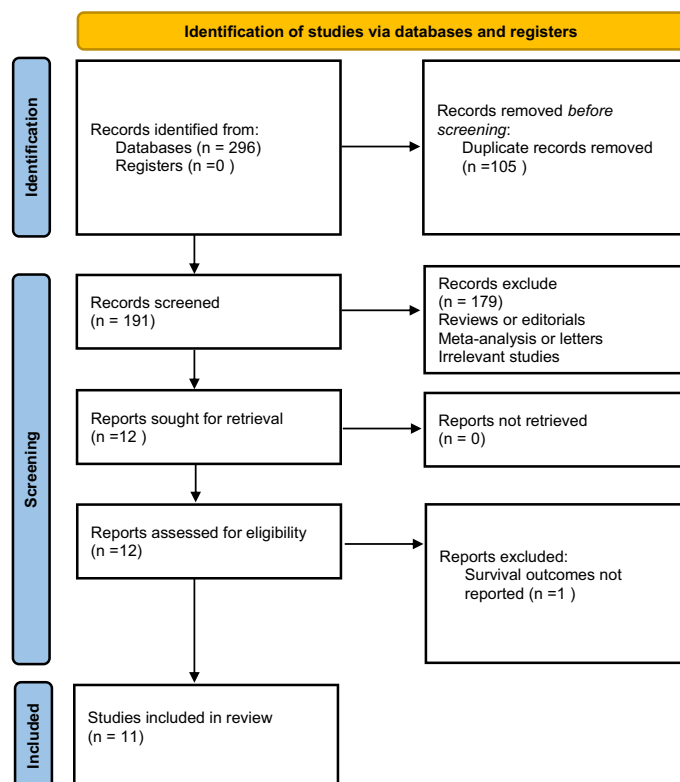 Identification of studies via databases and registers
Identification
Records identified from:
Databases (n = 296)
Registers (n =0 )
Records removed before
screening:
Duplicate records removed
(n =105 )
Screening
Records screened
(n = 191)
Records exclude
(n = 179)
Reviews or editorials
Meta-analysis or letters
Irrelevant studies
Reports sought for retrieval
(n =12 )
Reports not retrieved
(n = 0)
Reports assessed for eligibility
(n =12)
Reports excluded:
Survival outcomes not
reported (n =1 )
Included
Studies included in review
(n = 11)